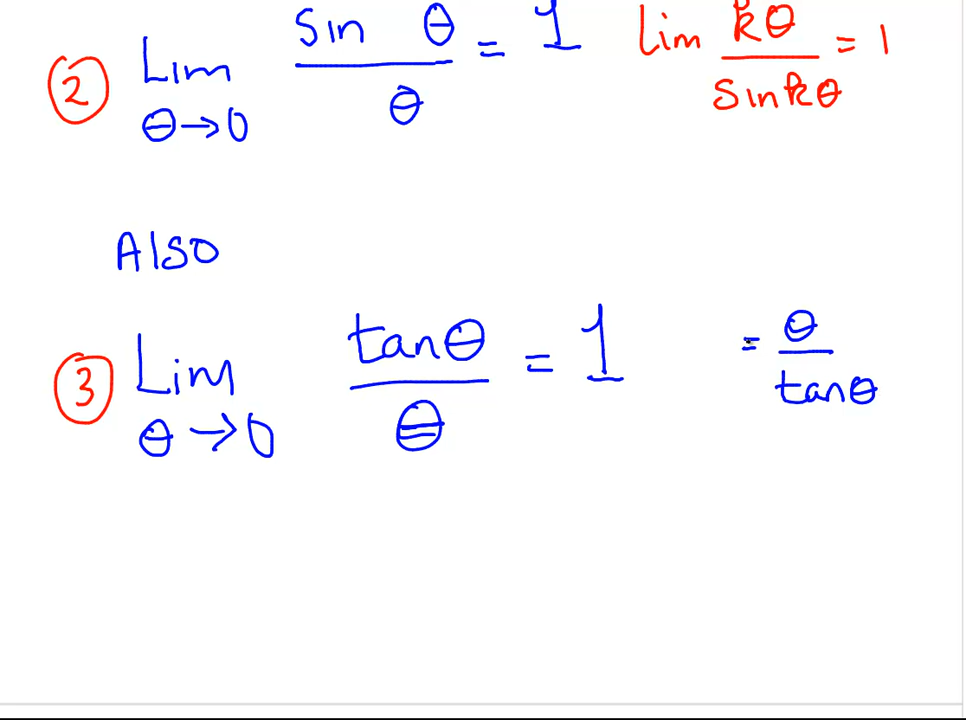 ② Lim θ→0 sin θ / θ = 1 lim kθ / sinkθ = 1
Also
③ Lim θ→0 tanθ / θ = 1 = θ / tanθ